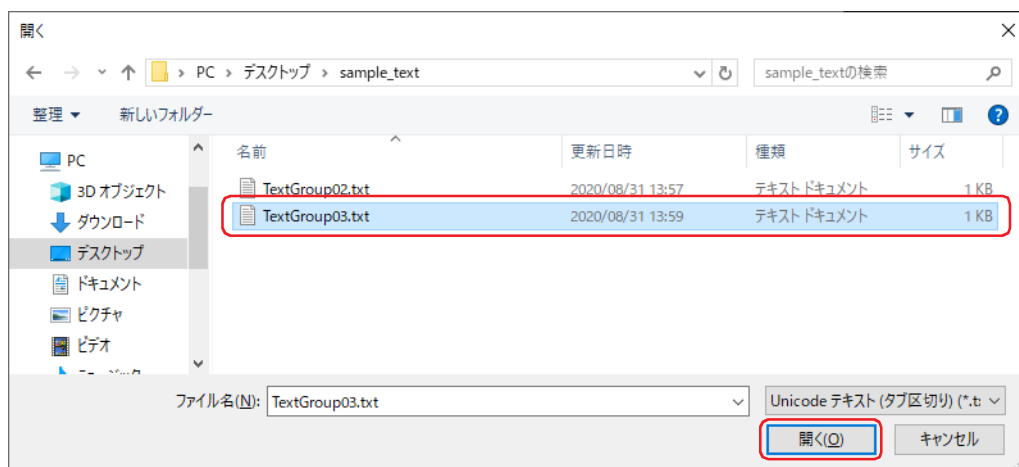 開く
PC > デスクトップ > sample_text
sample_textの検索
整理 新しいフォルダー
名前 更新日時 種類 サイズ
PC
3D オブジェクト
ダウンロード
デスクトップ
ドキュメント
ピクチャ
ビデオ
TextGroup02.txt 2020/08/31 13:57 テキスト ドキュメント 1 KB
TextGroup03.txt 2020/08/31 13:59 テキスト ドキュメント 1 KB
ファイル名(N): TextGroup03.txt
Unicode テキスト (タブ区切り) (*.t
開く(O) キャンセル